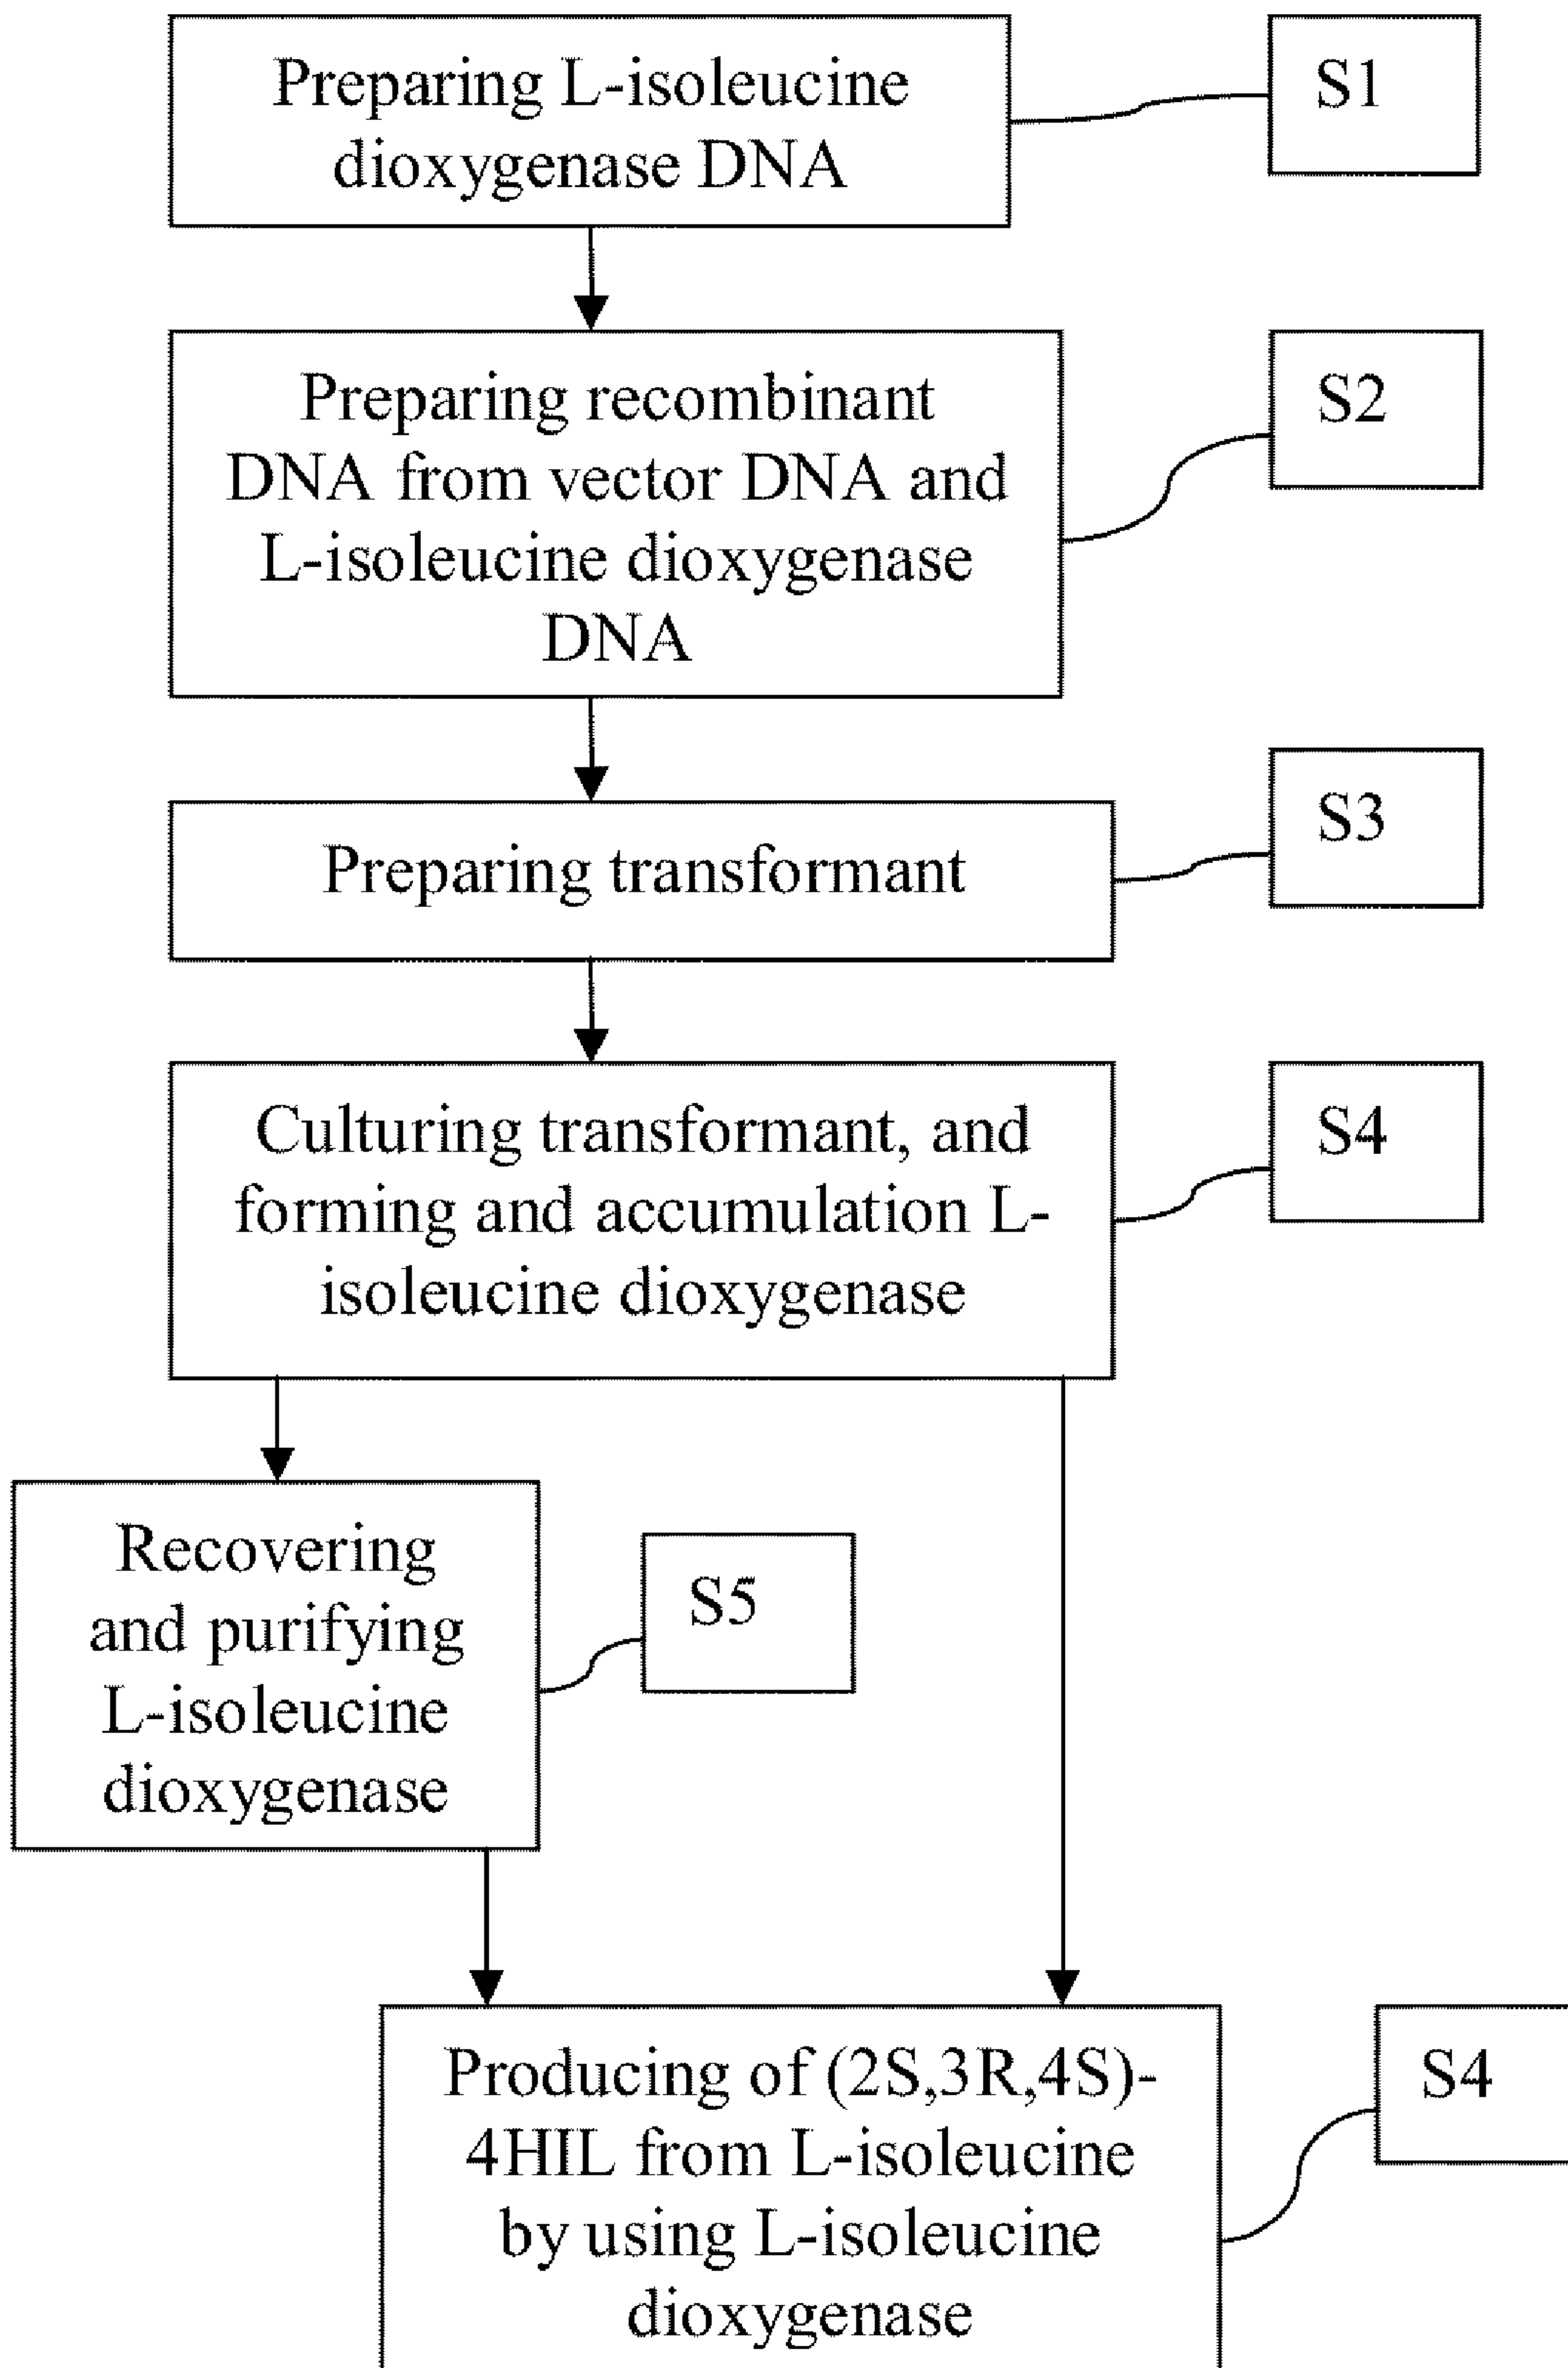 Preparing L-isoleucine
dioxygenase DNA
S1
Preparing recombinant
DNA from vector DNA and
L-isoleucine dioxygenase
DNA
S2
Preparing transformant
S3
Culturing transformant, and
forming and accumulation L-
isoleucine dioxygenase
S4
Recovering
and purifying
L-isoleucine
dioxygenase
S5
Producing of (2S,3R,4S)-
4HIL from L-isoleucine
by using L-isoleucine
dioxygenase
S4